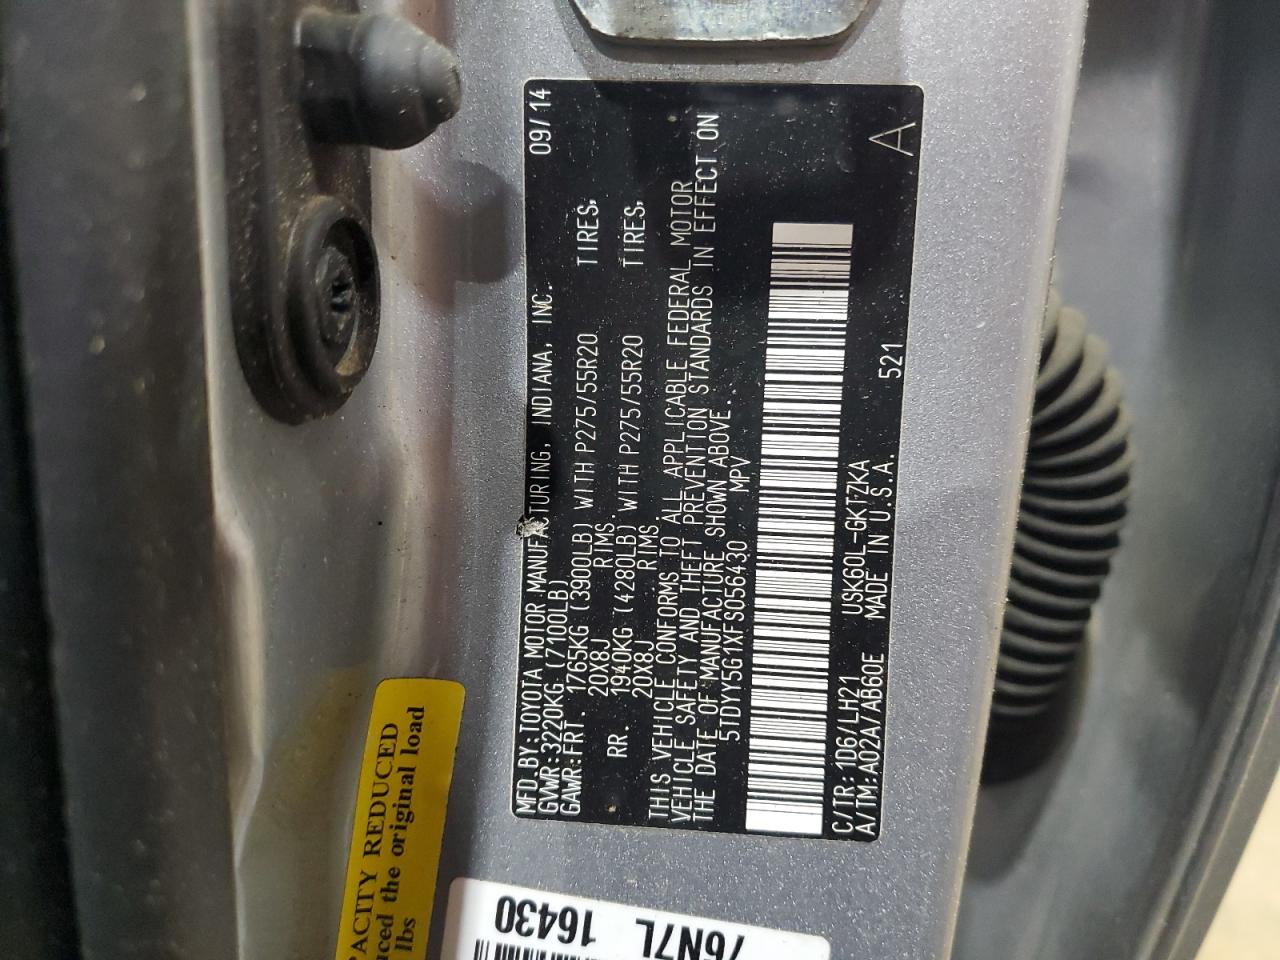 MFD.BY:TOYOTA MOTOR MANUFACTURING, INDIANA, INC. 09/14
GVWR:3220KG (7100LB)
GAWR:FRT. 1765KG (3900LB) WITH P275/55R20 TIRES,
20X8J RIMS.
RR. 1940KG (4280LB) WITH P275/55R20 TIRES,
20X8J RIMS.
THIS VEHICLE CONFORMS TO ALL APPLICABLE FEDERAL MOTOR
VEHICLE SAFETY AND THEFT PREVENTION STANDARDS IN EFFECT ON
THE DATE OF MANUFACTURE SHOWN ABOVE.
5TDYY5G1XFS056430 MPV
A
C/TR:1D6/LH21 USK60L-GKTZKA 521
A/TM:A02A/AB60E MADE IN U.S.A.
PACITY REDUCED
uced the original load
lbs
16430
76N7L